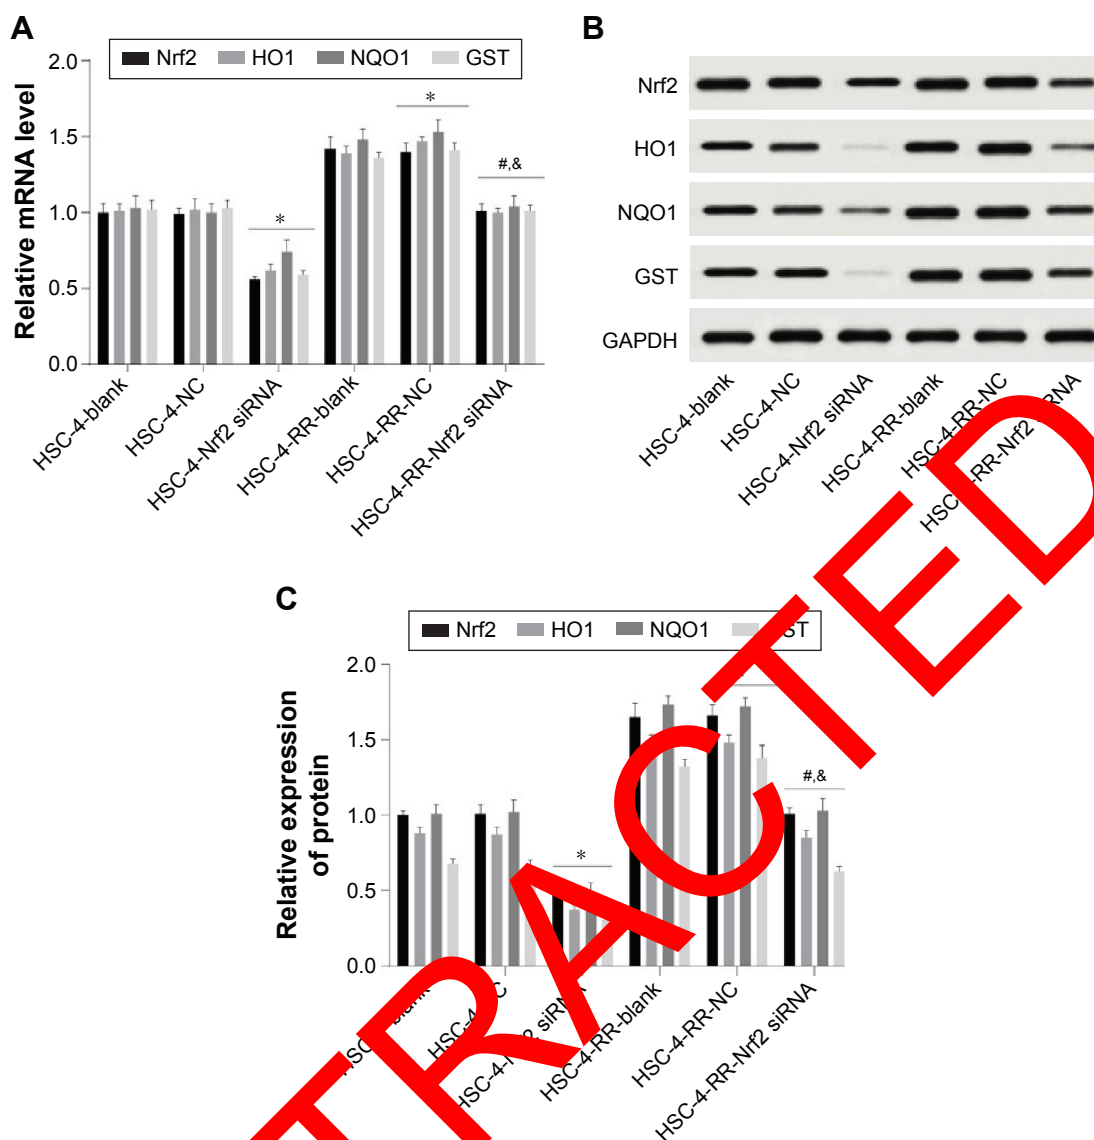 A
Nrf2 HO1 NQO1 GST
Relative mRNA level
2.0
1.5
1.0
0.5
0.0
*
*
#,&
HSC-4-blank
HSC-4-NC
HSC-4-Nrf2 siRNA
HSC-4-RR-blank
HSC-4-RR-NC
HSC-4-RR-Nrf2 siRNA
B
Nrf2
HO1
NQO1
GST
GAPDH
HSC-4-blank
HSC-4-NC
HSC-4-Nrf2 siRNA
HSC-4-RR-blank
HSC-4-RR-NC
C
Nrf2 HO1 NQO1
Relative expression
of protein
2.0
1.5
1.0
0.5
0.0
*
#,&
HSC-4-RR-blank
HSC-4-RR-NC
HSC-4-RR-Nrf2 siRNA
TRACTED